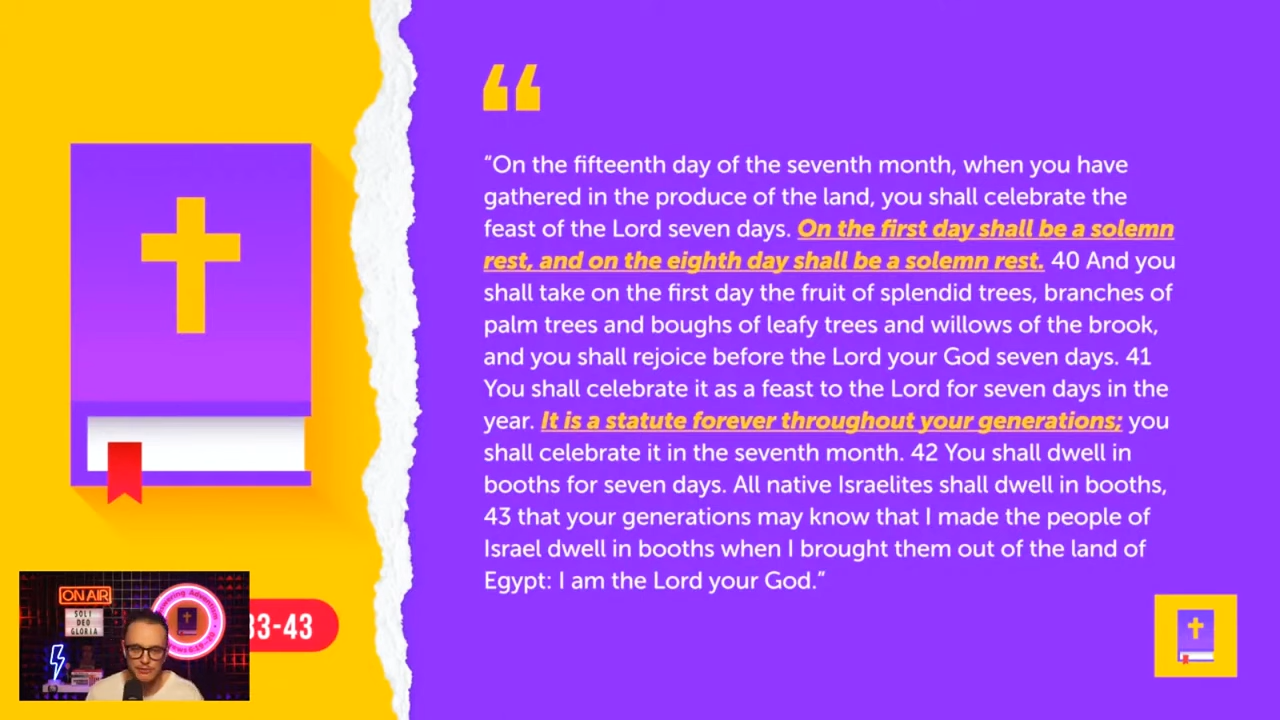 “On the fifteenth day of the seventh month, when you have
gathered in the produce of the land, you shall celebrate the
feast of the Lord seven days. On the first day shall be a solemn
rest, and on the eighth day shall be a solemn rest. 40 And you
shall take on the first day the fruit of splendid trees, branches of
palm trees and boughs of leafy trees and willows of the brook,
and you shall rejoice before the Lord your God seven days. 41
You shall celebrate it as a feast to the Lord for seven days in the
year. It is a statute forever throughout your generations; you
shall celebrate it in the seventh month. 42 You shall dwell in
booths for seven days. All native Israelites shall dwell in booths,
43 that your generations may know that I made the people of
Israel dwell in booths when I brought them out of the land of
Egypt: I am the Lord your God.”
33-43
ON AIR
SOLI
DEO
GLORIA